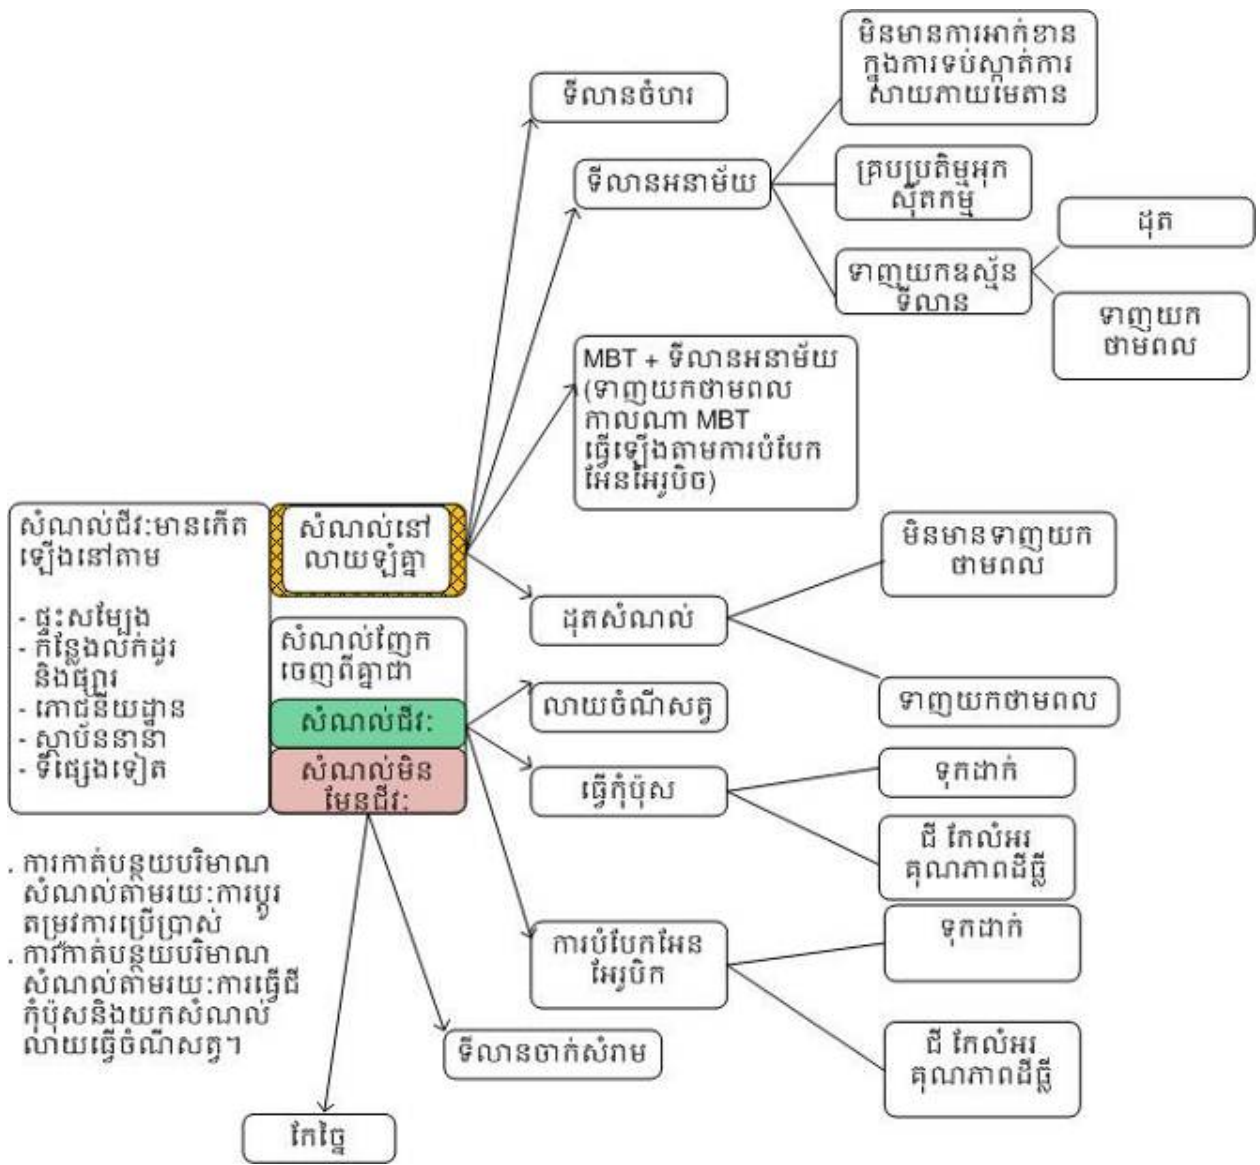 មិនមានការអាក់ខាន
ក្នុងការទប់ស្កាត់ការ
សាយភាយមេតាន
ទីលានចំហរ
ទីលានអនាម័យ
គ្របប្រតិម្មអុក
ស៊ីតកម្ម
ដុត
ទាញយកឧស្ម័ន
ទីលាន
ទាញយក
ថាមពល
MBT + ទីលានអនាម័យ
(ទាញយកថាមពល
កាលណា MBT
ធ្វើឡើងតាមការបំបែក
អែនអៃរូបិច)
សំណល់ជីវៈមានកើត
ឡើងនៅតាម
- ផ្ទះសម្បែង
- កន្លែងលក់ដូរ
និងផ្សារ
- ភោជនីយដ្ឋាន
- ស្ថាប័ននានា
- ទីផ្សេងទៀត
សំណល់នៅ
លាយឡំគ្នា
សំណល់ញែក
ចេញពីគ្នាជា
សំណល់ជីវៈ
សំណល់មិន
មែនជីវៈ
ដុតសំណល់
មិនមានទាញយក
ថាមពល
ទាញយកថាមពល
លាយចំណីសត្វ
ធ្វើកុំប៉ុស
ទុកដាក់
ជី កែលំអរ
គុណភាពដីធ្លី
ការបំបែកអែន
អែរូបិក
ទុកដាក់
ជី កែលំអរ
គុណភាពដីធ្លី
. ការកាត់បន្ថយបរិមាណ
សំណល់តាមរយៈការប្តូរ
តម្រូវការប្រើប្រាស់
. ការកាត់បន្ថយបរិមាណ
សំណល់តាមរយៈការធ្វើជី
កុំប៉ុសនិងយកសំណល់
លាយធ្វើចំណីសត្វ។
ទីលានចាក់សំរាម
កែច្នៃ